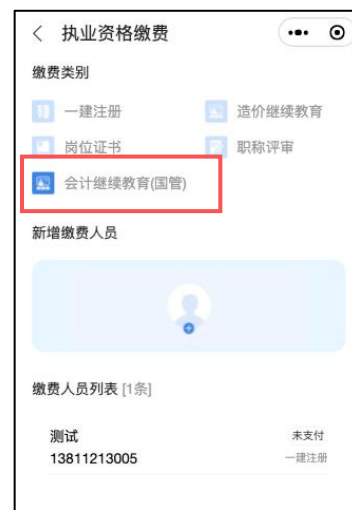 执业资格缴费
缴费类别
一建注册 造价继续教育
岗位证书 职称评审
会计继续教育(国管)
新增缴费人员
缴费人员列表 [1条]
测试 未支付
13811213005 一建注册